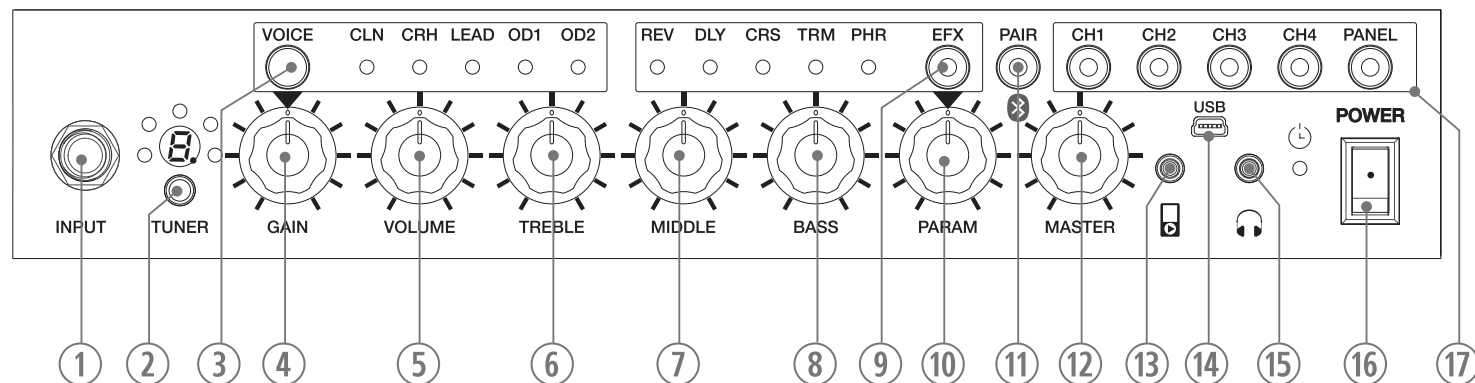 VOICE CLN CRH LEAD OD1 OD2 REV DLY CRS TRM PHR EFX PAIR CH1 CH2 CH3 CH4 PANEL
USB
POWER
8.
INPUT TUNER GAIN VOLUME TREBLE MIDDLE BASS PARAM MASTER
1 2 3 4 5 6 7 8 9 10 11 12 13 14 15 16 17